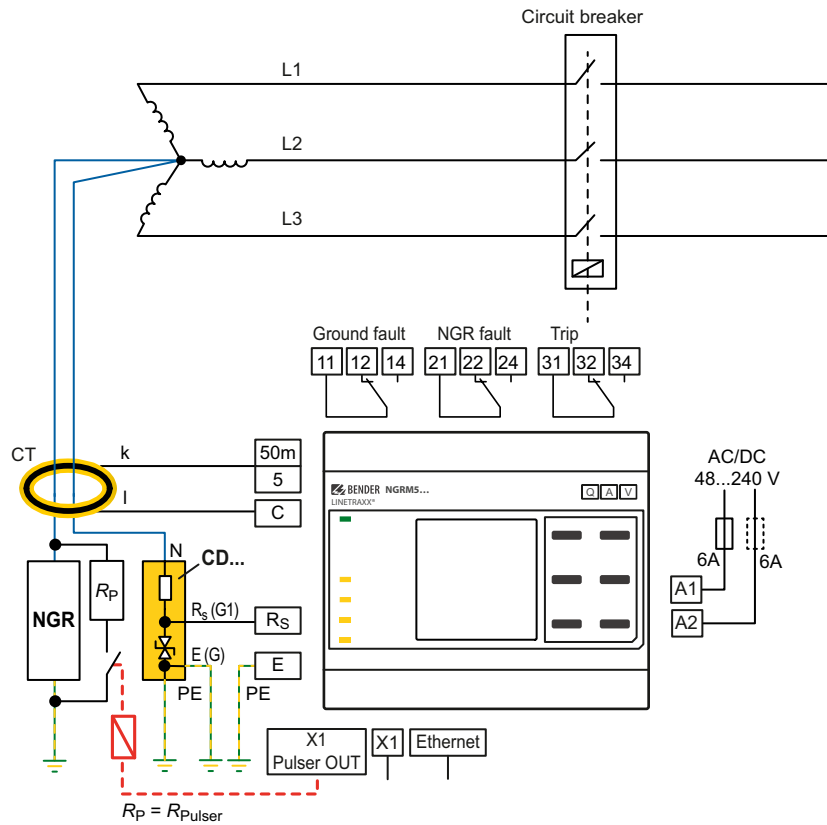 Circuit breaker
L1
L2
L3
Ground fault
NGR fault
Trip
11 12 14
21 22 24
31 32 34
CT
k
l
50m
5
C
BENDER NGRM5...
LINETRAXX®
Q A V
AC/DC
48...240 V
6A
6A
A1
A2
N
CD...
NGR
RP
Rs (G1)
RS
E (G)
E
PE
PE
X1
Pulser OUT
X1
Ethernet
RP = RPulser